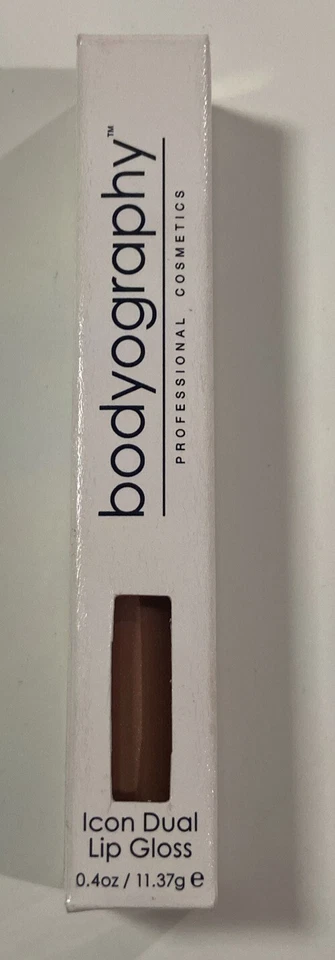 bodyography™
PROFESSIONAL COSMETICS
Icon Dual
Lip Gloss
0.4oz / 11.37g ℮